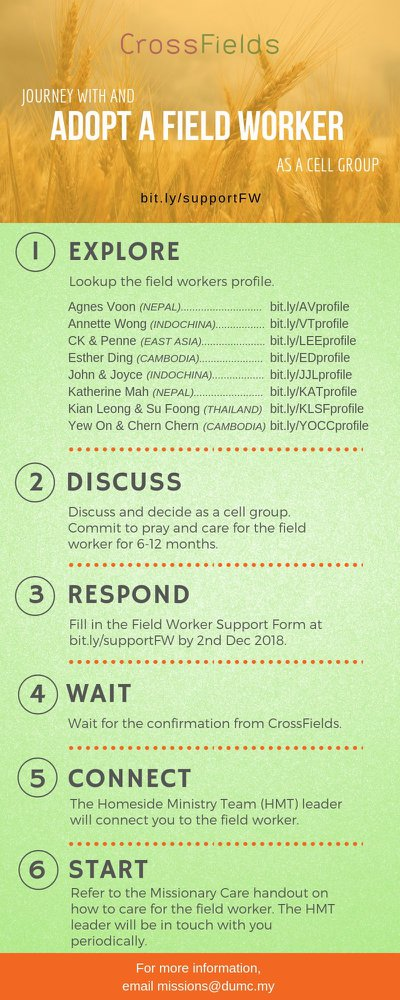 CrossFields
JOURNEY WITH AND
ADOPT A FIELD WORKER
AS A CELL GROUP
bit.ly/supportFW
1 EXPLORE
Lookup the field workers profile.
Agnes Voon (NEPAL)........................... bit.ly/AVprofile
Annette Wong (INDOCHINA)................ bit.ly/VTprofile
CK & Penne (EAST ASIA)..................... bit.ly/LEEprofile
Esther Ding (CAMBODIA)..................... bit.ly/EDprofile
John & Joyce (INDOCHINA)................. bit.ly/JJLprofile
Katherine Mah (NEPAL)....................... bit.ly/KATprofile
Kian Leong & Su Foong (THAILAND) bit.ly/KLSFprofile
Yew On & Chern Chern (CAMBODIA) bit.ly/YOCCprofile
2 DISCUSS
Discuss and decide as a cell group.
Commit to pray and care for the field
worker for 6-12 months.
3 RESPOND
Fill in the Field Worker Support Form at
bit.ly/supportFW by 2nd Dec 2018.
4 WAIT
Wait for the confirmation from CrossFields.
5 CONNECT
The Homeside Ministry Team (HMT) leader
will connect you to the field worker.
6 START
Refer to the Missionary Care handout on
how to care for the field worker. The HMT
leader will be in touch with you
periodically.
For more information,
email missions@dumc.my